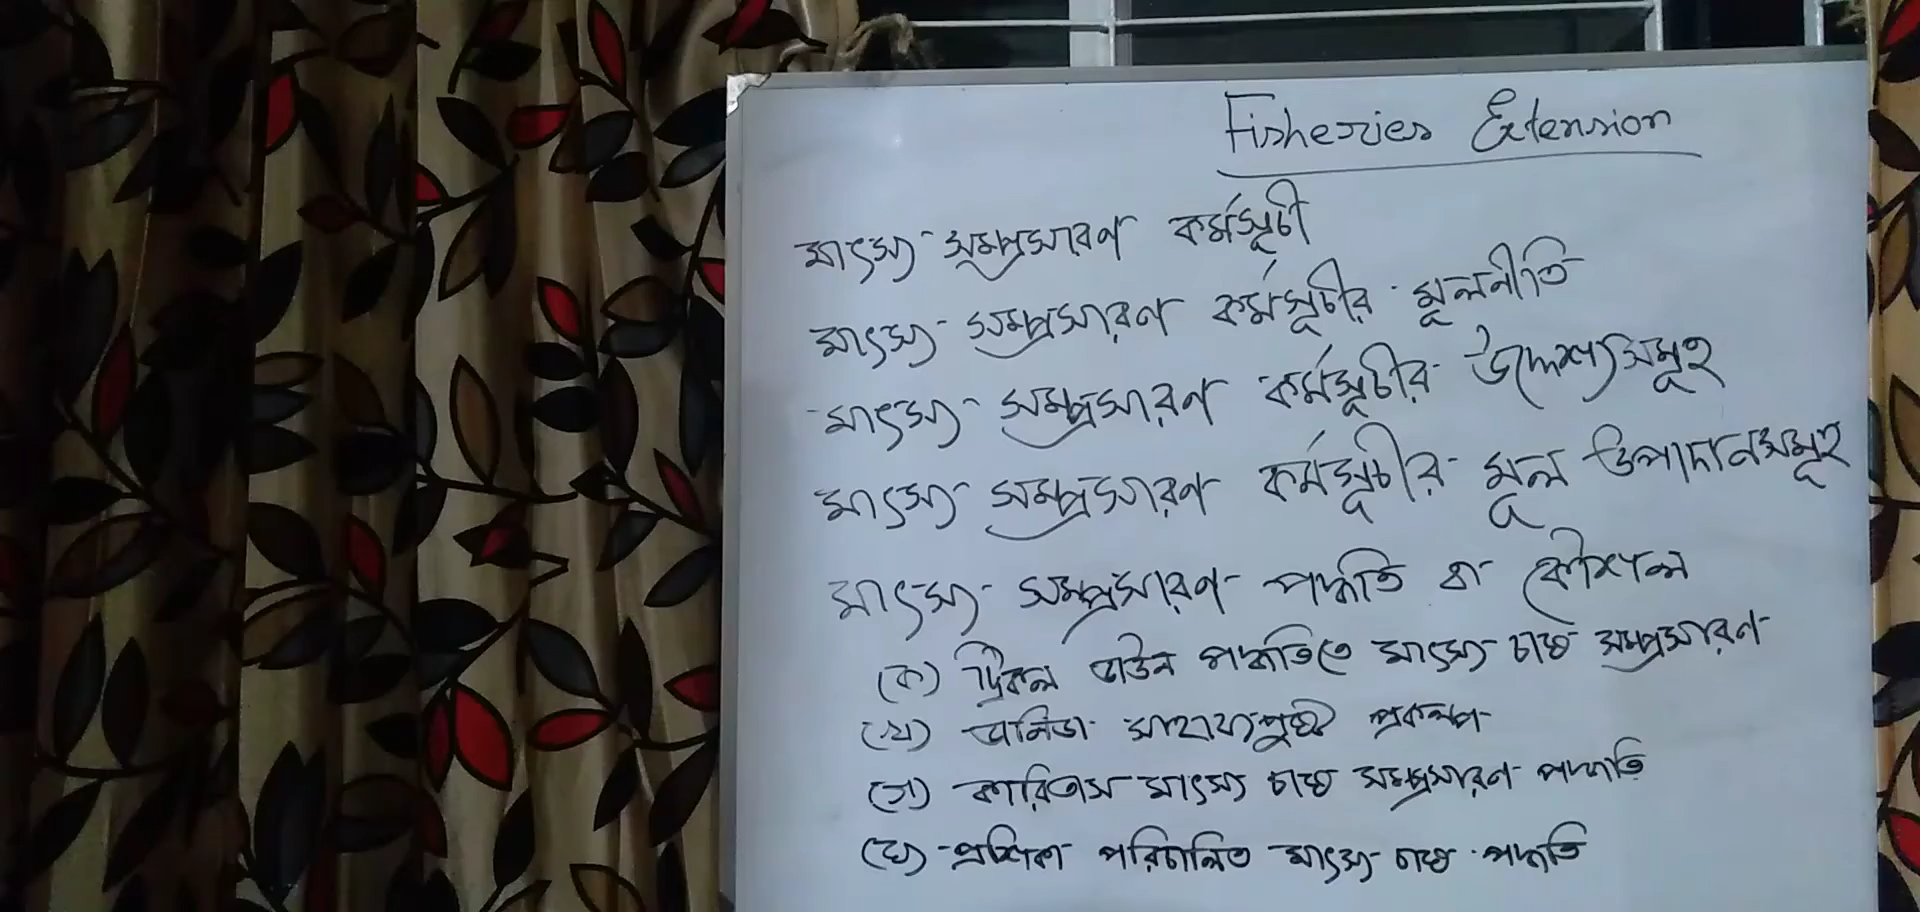 Fisheries Extension
মাৎস্য সম্প্রসারণ কর্মসূচী
মাৎস্য সম্প্রসারণ কর্মসূচীর মূলনীতি
মাৎস্য সম্প্রসারণ কর্মসূচীর উদ্দেশ্যসমূহ
মাৎস্য সম্প্রসারণ কর্মসূচীর মূল উপাদানসমূহ
মাৎস্য সম্প্রসারণ পদ্ধতি বা কৌশল
(ক) ট্রিকল ডাউন পদ্ধতিতে মাৎস্য চাষ সম্প্রসারণ
(খ) ডানিডা সাহায্যপুষ্ট প্রকল্প
(গ) কারিতাস মাৎস্য চাষ সম্প্রসারণ পদ্ধতি
(ঘ) প্রশিকা পরিচালিত মাৎস্য চাষ পদ্ধতি